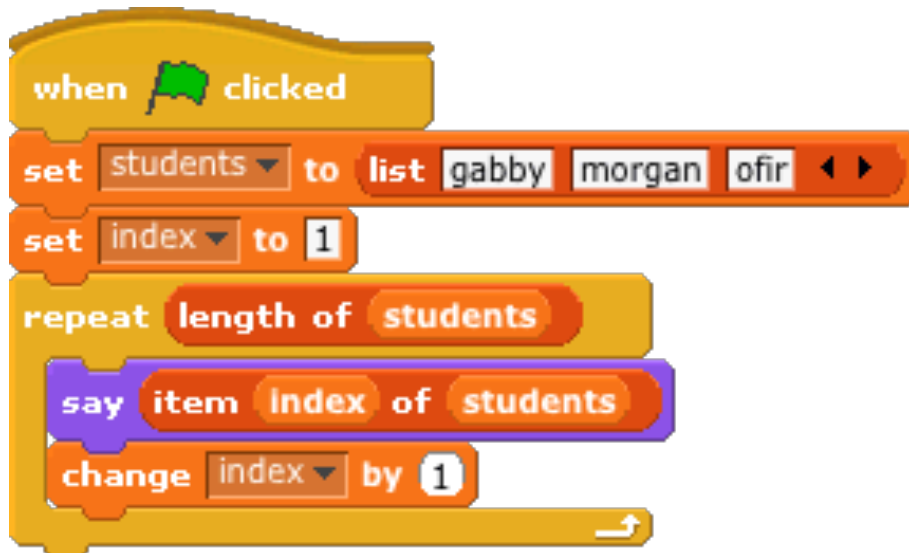 when clicked
set students to list gabby morgan ofir
set index to 1
repeat length of students
say item index of students
change index by 1